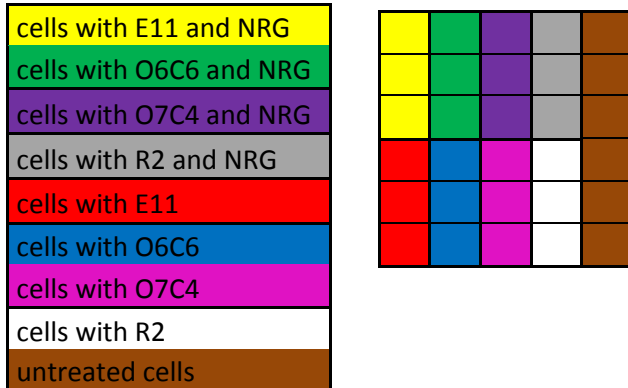 cells with E11 and NRG
cells with O6C6 and NRG
cells with O7C4 and NRG
cells with R2 and NRG
cells with E11
cells with O6C6
cells with O7C4
cells with R2
untreated cells